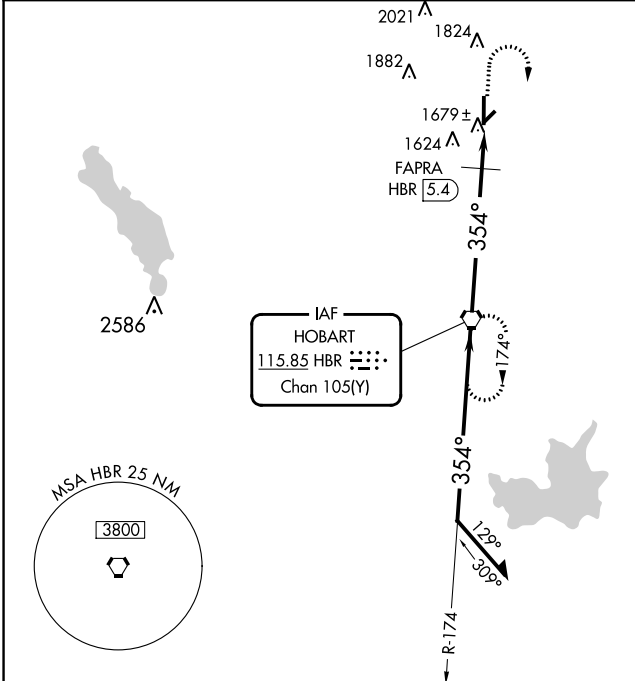 2021
1824
1882
1679 ±
1624
FAPRA
HBR 5.4
354°
2586
IAF
HOBART
115.85 HBR
Chan 105(Y)
174°
354°
MSA HBR 25 NM
3800
129°
309°
R-174